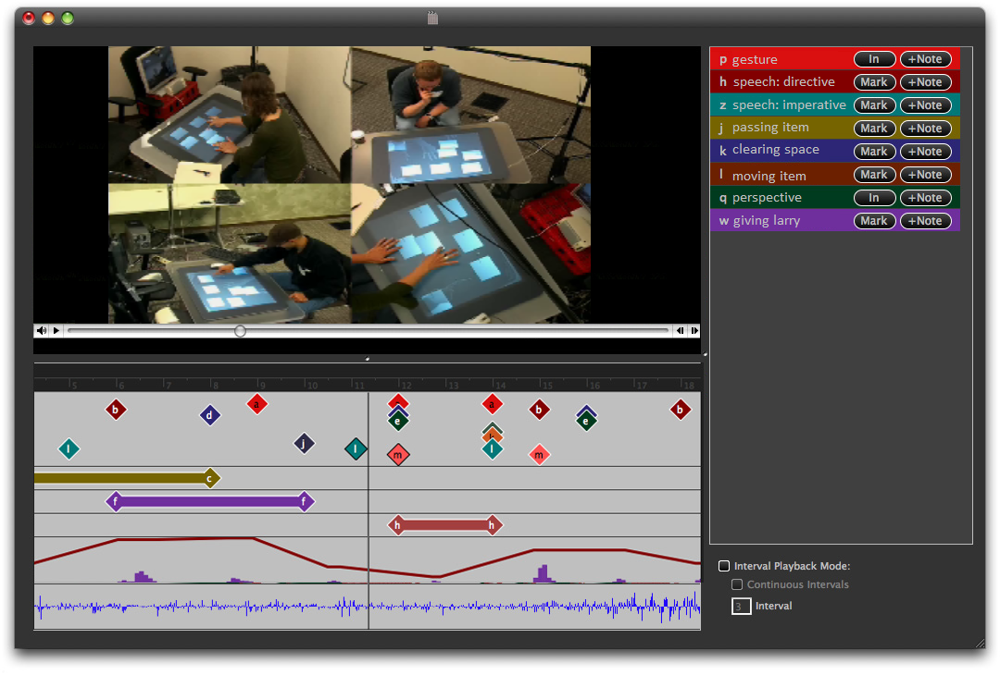 p gesture In +Note
h speech: directive Mark +Note
z speech: imperative Mark +Note
j passing item Mark +Note
k clearing space Mark +Note
l moving item Mark +Note
q perspective In +Note
w giving larry Mark +Note
5 6 7 8 9 10 11 12 13 14 15 16 17 18
b d a a b b
e e
l j l m l m
c
f f
h h
Interval Playback Mode:
Continuous Intervals
3 Interval